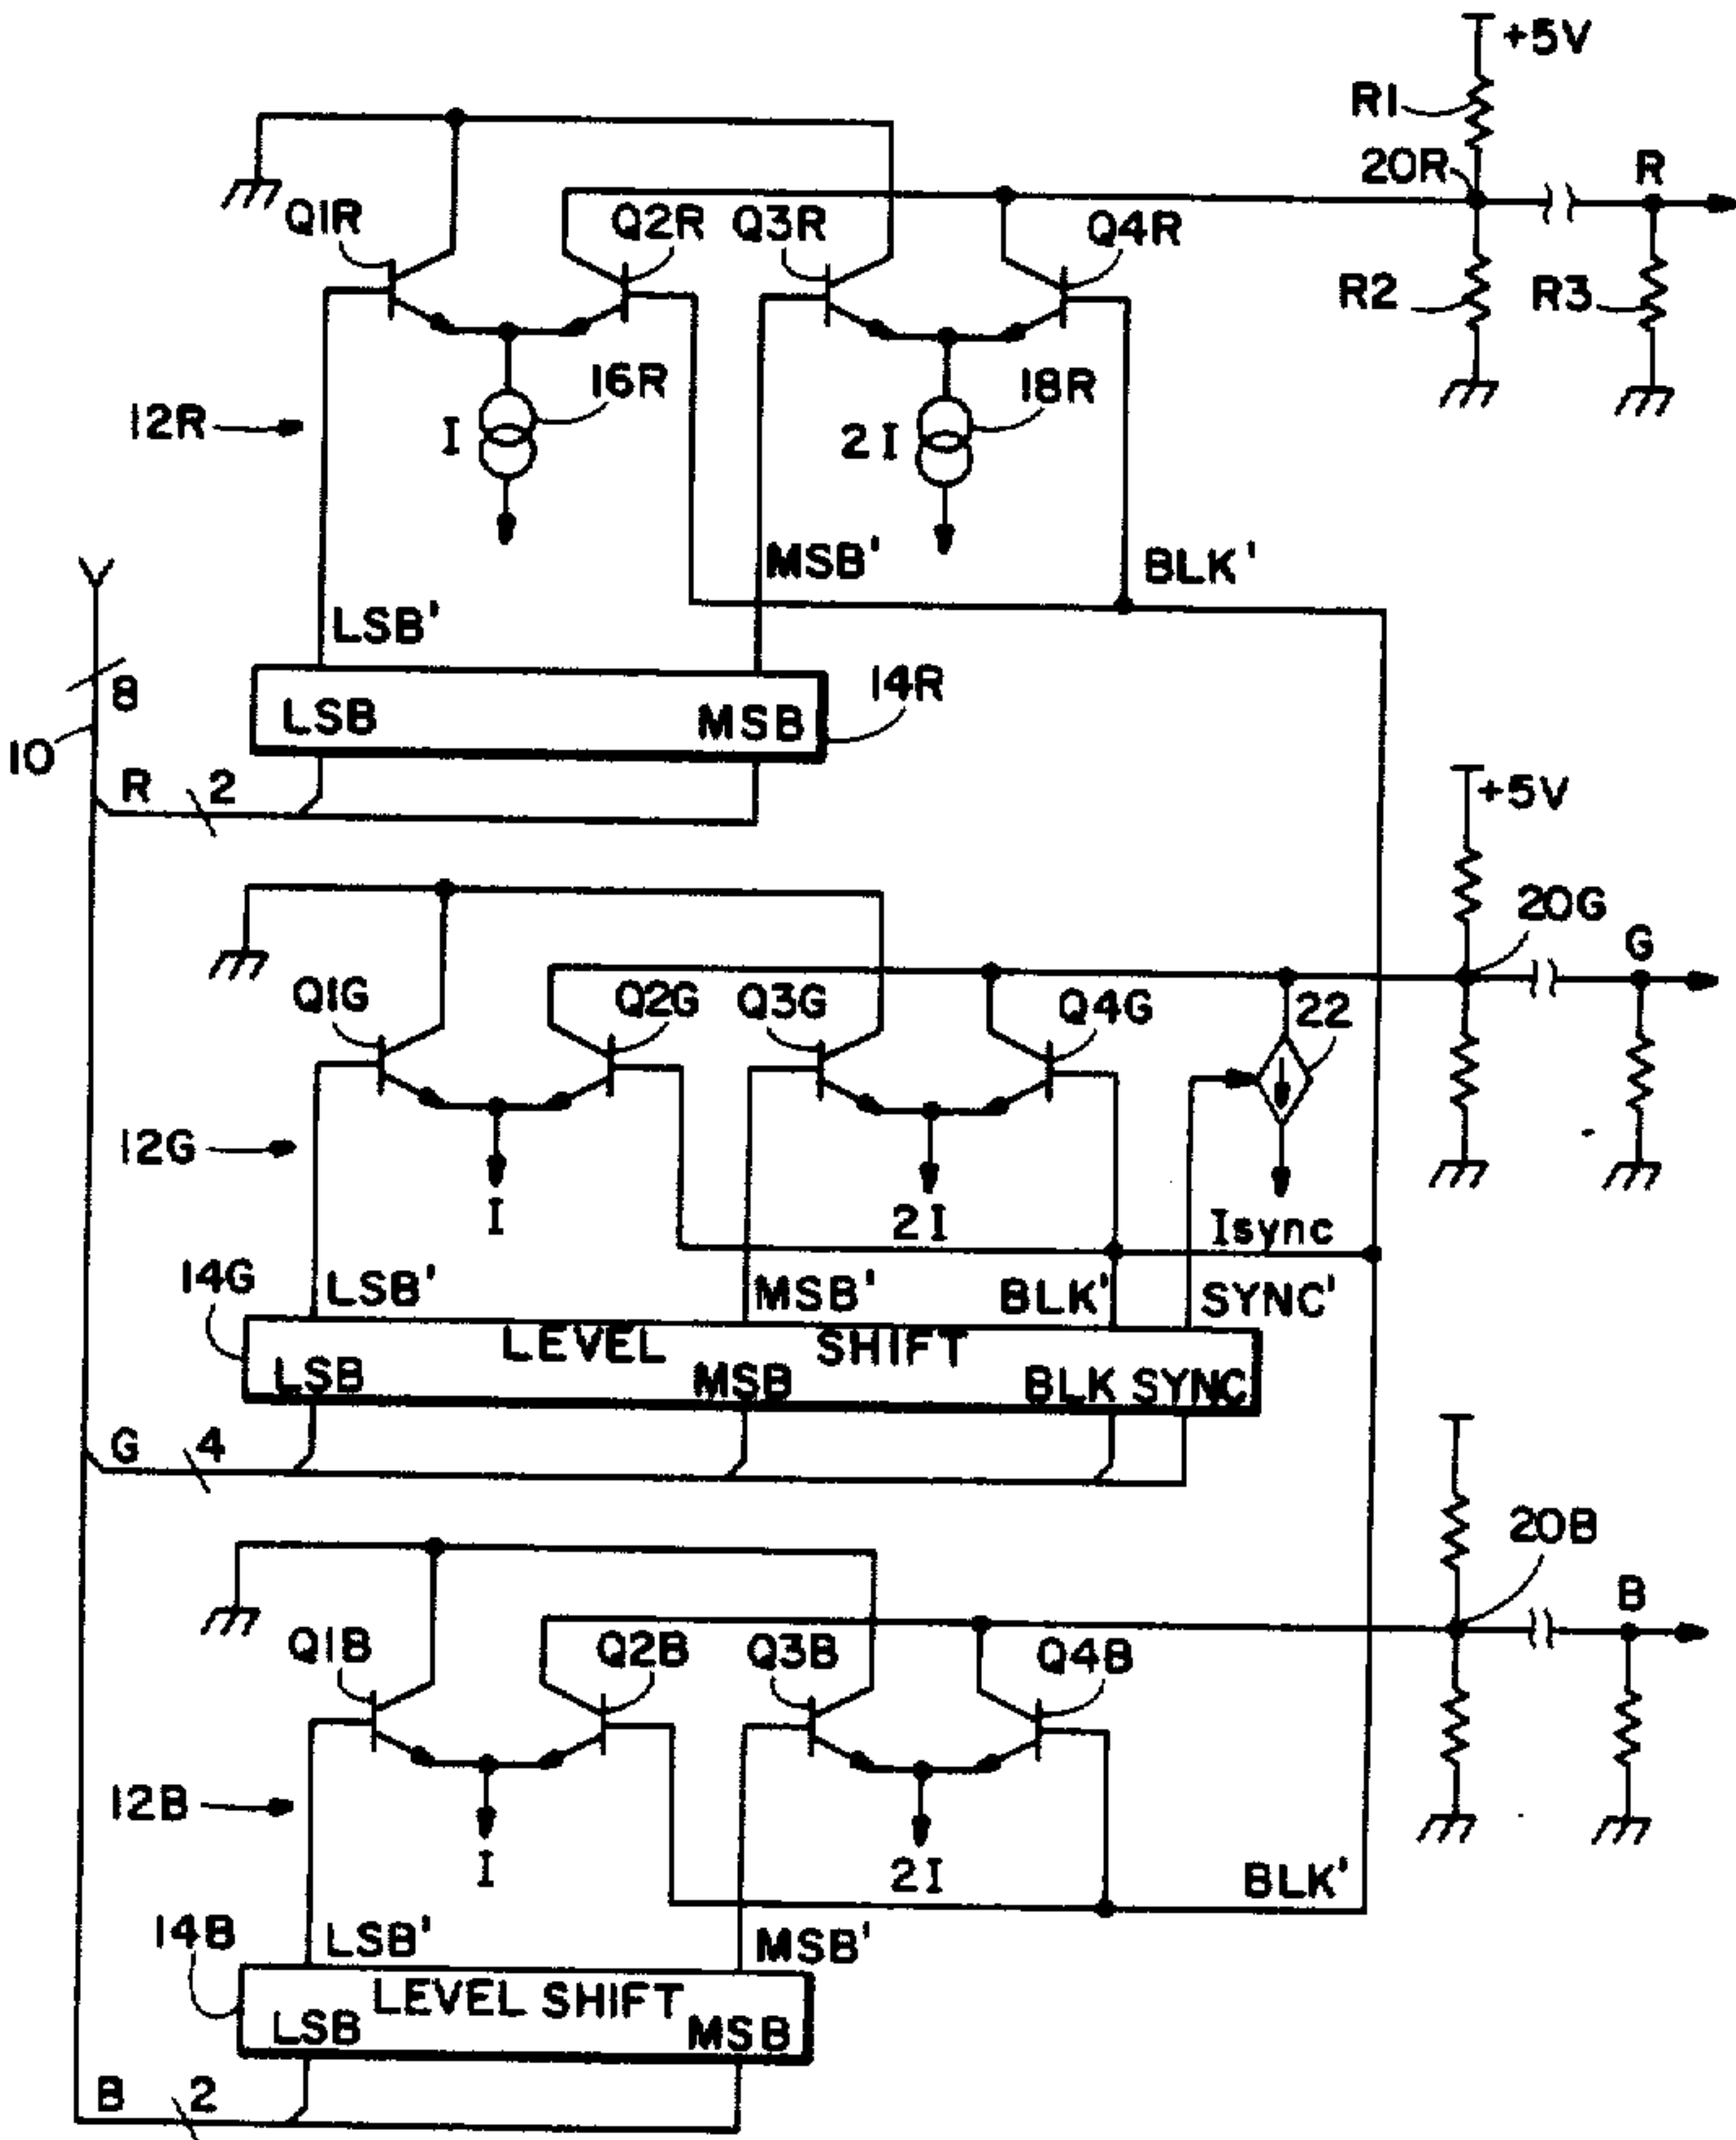 +5V
R1
20R
R
Q1R
Q2R
Q3R
Q4R
R2
R3
16R
18R
12R
I
2I
MSB'
BLK'
LSB'
8
14R
LSB
MSB
10
R
2
+5V
20G
G
Q1G
Q2G
Q3G
Q4G
22
12G
I
2I
Isync
14G
LSB'
MSB'
BLK'
SYNC'
LEVEL SHIFT
LSB
MSB
BLK
SYNC
G
4
20B
B
Q1B
Q2B
Q3B
Q4B
12B
I
2I
BLK'
14B
LSB'
MSB'
LEVEL SHIFT
LSB
MSB
B
2